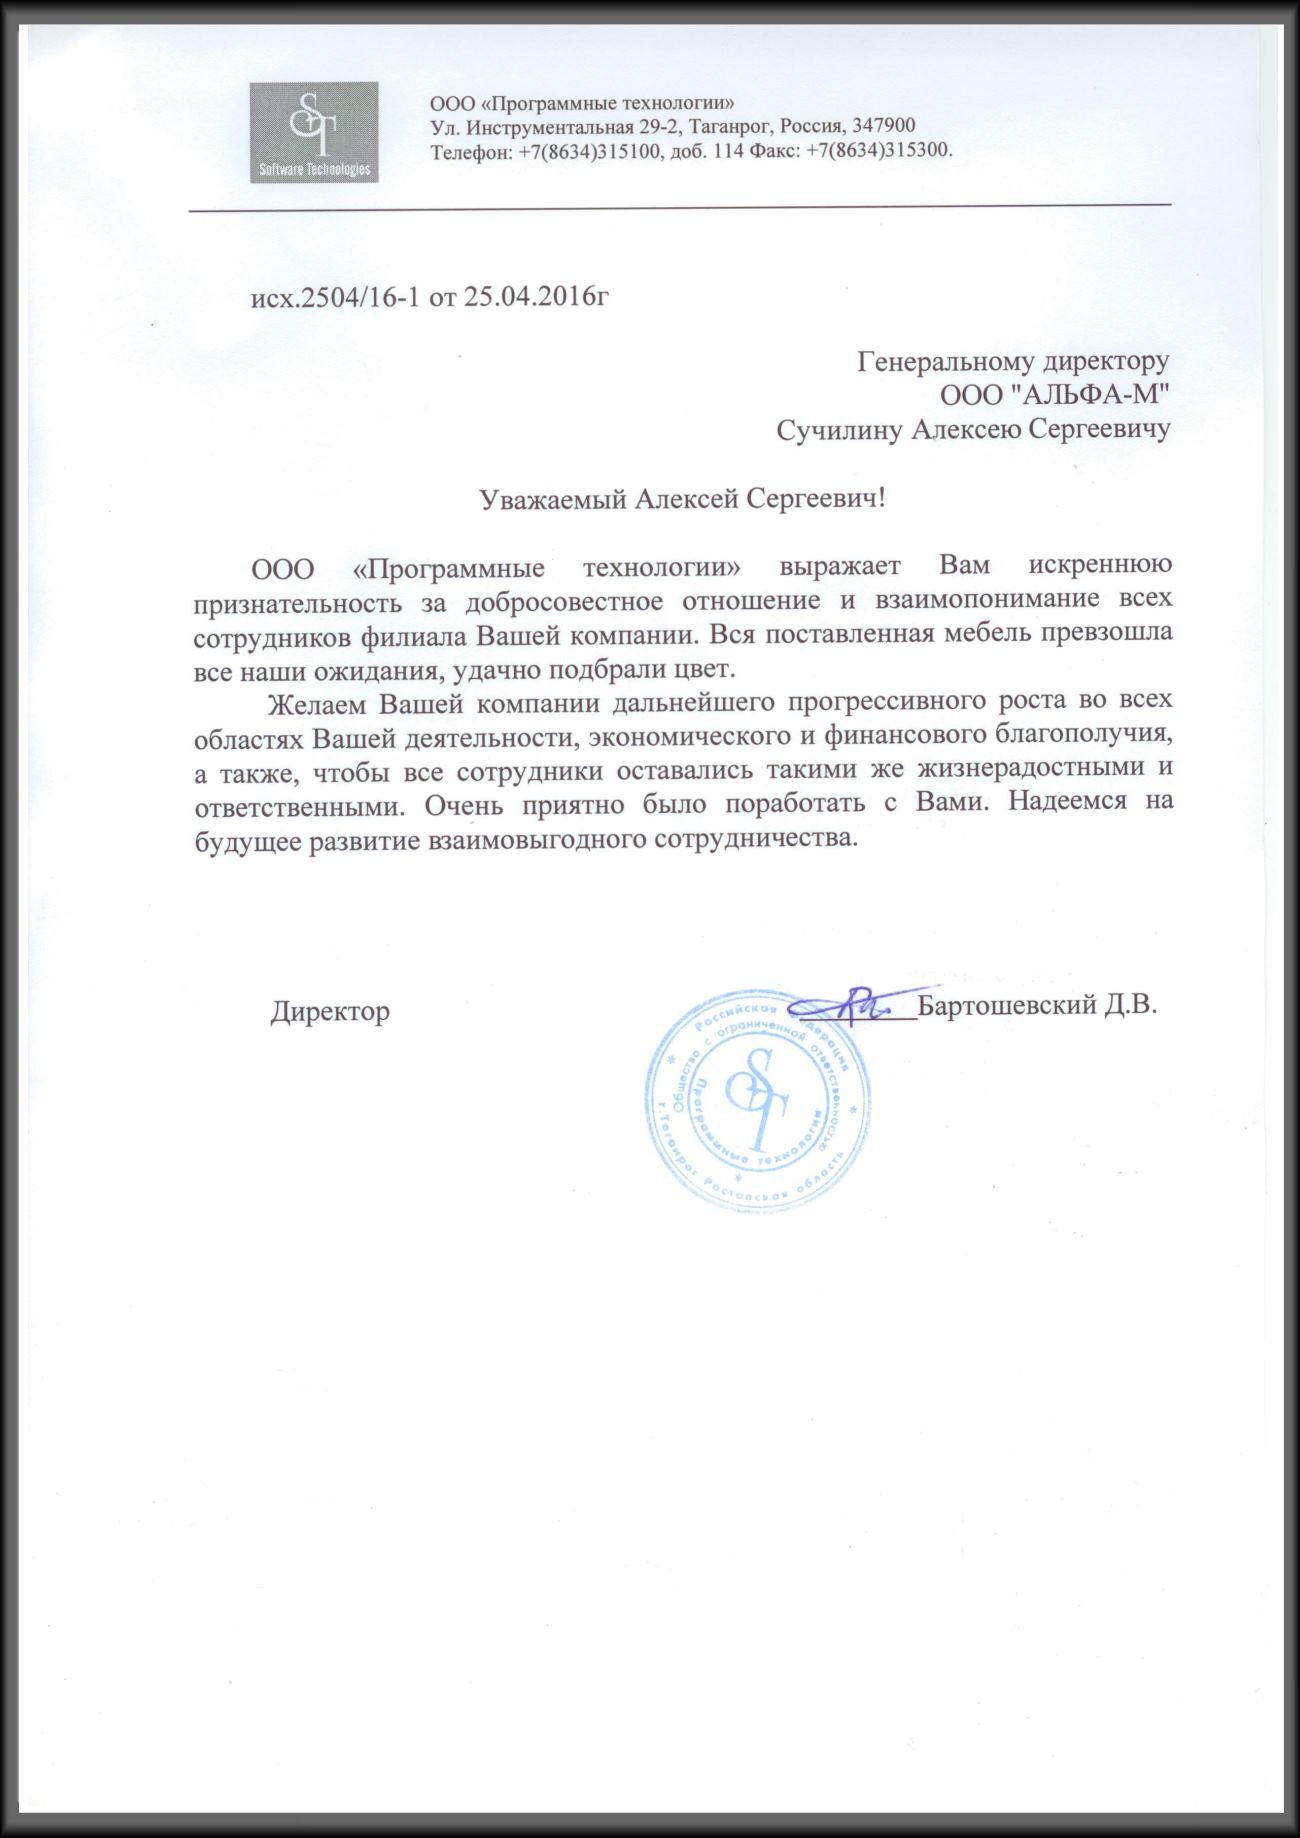 ST
Software Technologies
ООО «Программные технологии»
Ул. Инструментальная 29-2, Таганрог, Россия, 347900
Телефон: +7(8634)315100, доб. 114 Факс: +7(8634)315300.
исх.2504/16-1 от 25.04.2016г
Генеральному директору
ООО "АЛЬФА-М"
Сучилину Алексею Сергеевичу
Уважаемый Алексей Сергеевич!
ООО «Программные технологии» выражает Вам искреннюю
признательность за добросовестное отношение и взаимопонимание всех
сотрудников филиала Вашей компании. Вся поставленная мебель превзошла
все наши ожидания, удачно подбрали цвет.
Желаем Вашей компании дальнейшего прогрессивного роста во всех
областях Вашей деятельности, экономического и финансового благополучия,
а также, чтобы все сотрудники оставались такими же жизнерадостными и
ответственными. Очень приятно было поработать с Вами. Надеемся на
будущее развитие взаимовыгодного сотрудничества.
Директор
Бартошевский Д.В.
Российская Федерация
Общество с ограниченной ответственностью
Программные технологии
ST
г.Таганрог Ростовская область